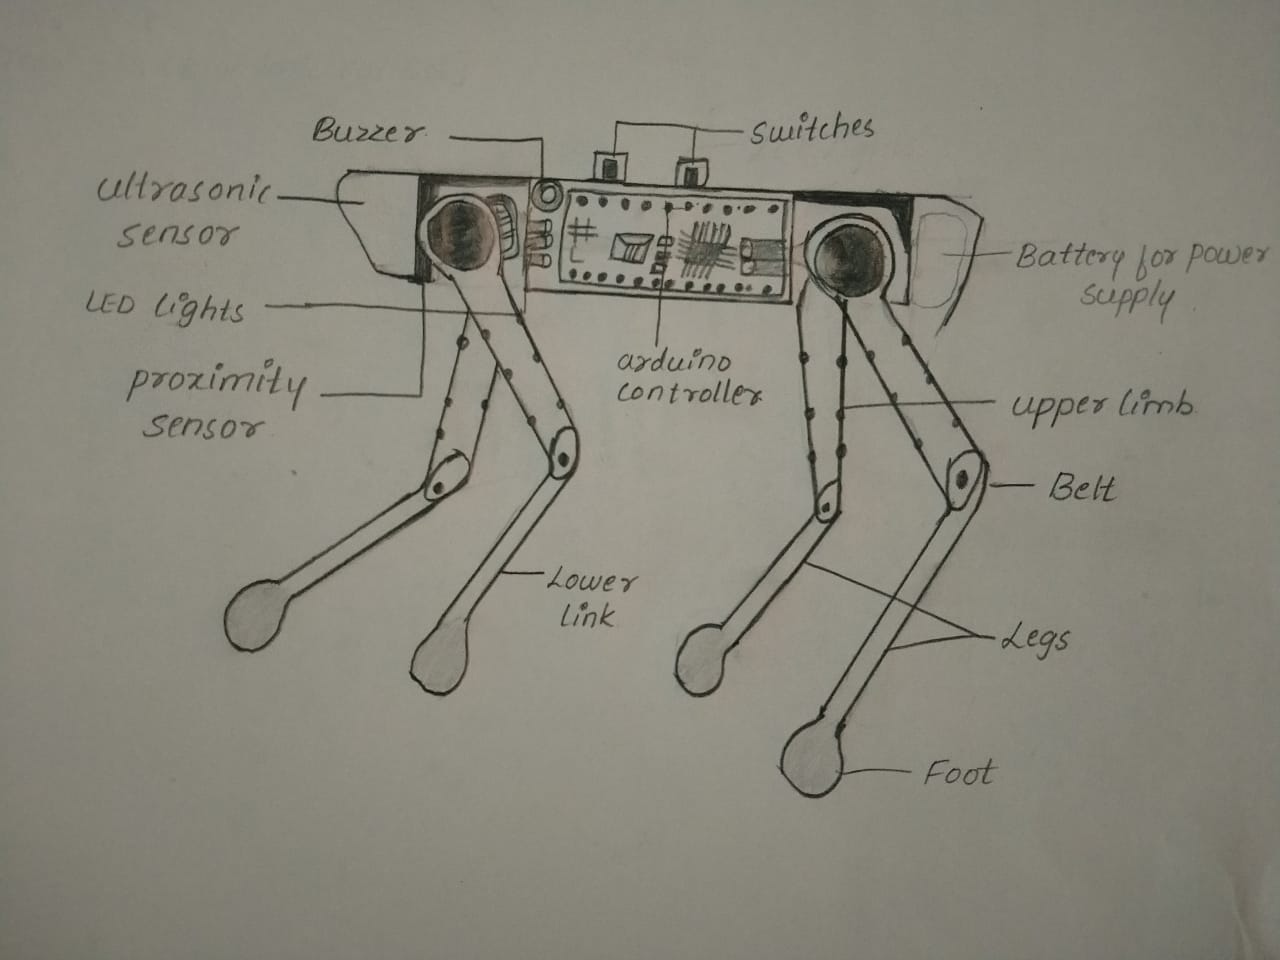 Buzzer
switches
ultrasonic
sensor
Battery for power
supply
LED lights
arduino
controller
proximity
sensor
upper limb
Belt
Lower
link
Legs
Foot